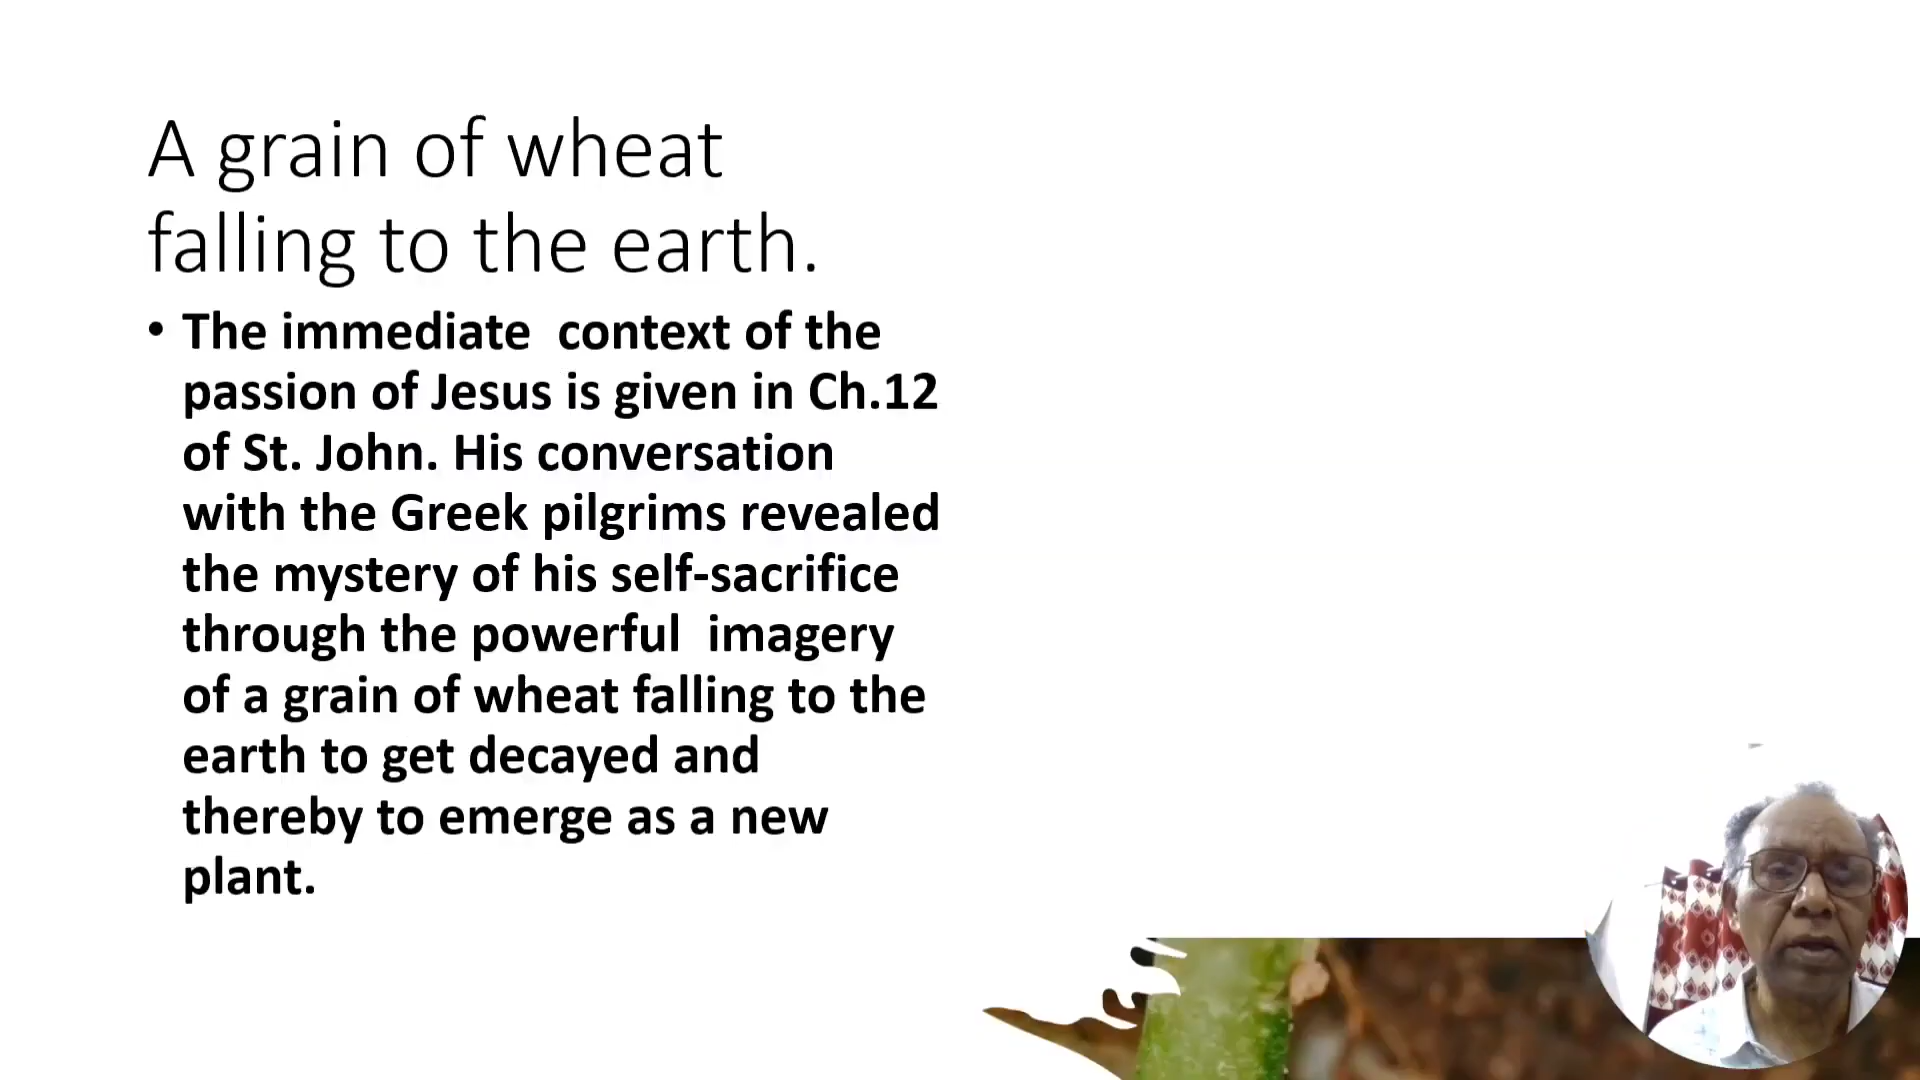 A grain of wheat
falling to the earth.
• The immediate  context of the
passion of Jesus is given in Ch.12
of St. John. His conversation
with the Greek pilgrims revealed
the mystery of his self-sacrifice
through the powerful  imagery
of a grain of wheat falling to the
earth to get decayed and
thereby to emerge as a new
plant.